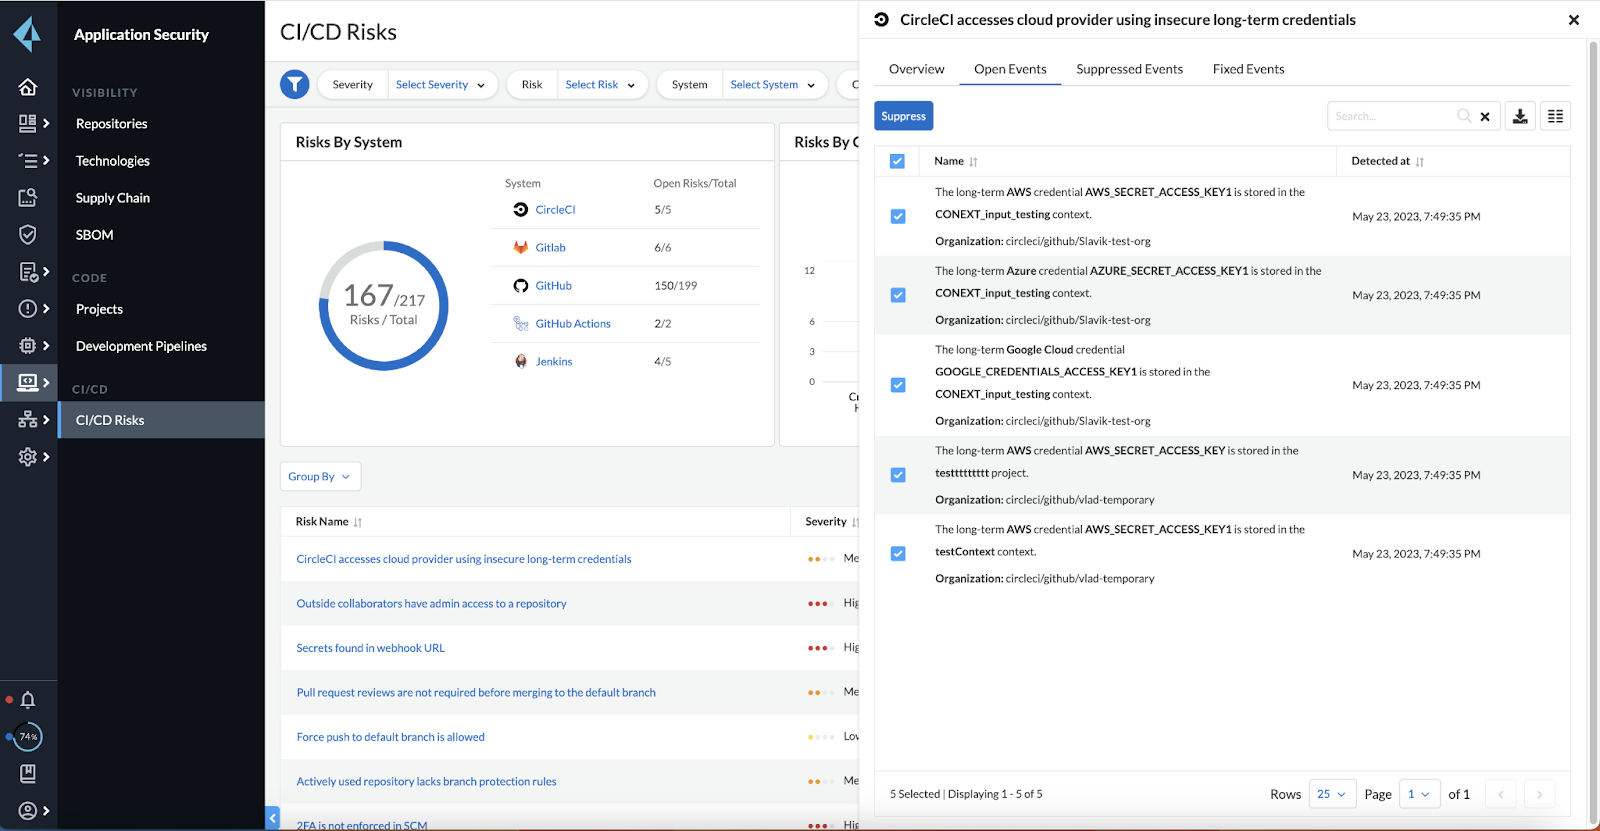 Application Security
VISIBILITY
Repositories
Technologies
Supply Chain
SBOM
CODE
Projects
Development Pipelines
CI/CD
CI/CD Risks
74%
CI/CD Risks
Severity Select Severity
Risk Select Risk
System Select System
C
Risks By System
167/217
Risks / Total
System Open Risks/Total
CircleCI 5/5
Gitlab 6/6
GitHub 150/199
GitHub Actions 2/2
Jenkins 4/5
Risks By C
12
6
3
0
Group By
Risk Name Severity
CircleCI accesses cloud provider using insecure long-term credentials Me
Outside collaborators have admin access to a repository Hig
Secrets found in webhook URL Hig
Pull request reviews are not required before merging to the default branch Me
Force push to default branch is allowed Lov
Actively used repository lacks branch protection rules Me
2FA is not enforced in SCM Hig
CircleCI accesses cloud provider using insecure long-term credentials
Overview Open Events Suppressed Events Fixed Events
Suppress
Search...
Name Detected at
The long-term AWS credential AWS_SECRET_ACCESS_KEY1 is stored in the
CONEXT_input_testing context.
Organization: circleci/github/Slavik-test-org
May 23, 2023, 7:49:35 PM
The long-term Azure credential AZURE_SECRET_ACCESS_KEY1 is stored in the
CONEXT_input_testing context.
Organization: circleci/github/Slavik-test-org
May 23, 2023, 7:49:35 PM
The long-term Google Cloud credential
GOOGLE_CREDENTIALS_ACCESS_KEY1 is stored in the
CONEXT_input_testing context.
Organization: circleci/github/Slavik-test-org
May 23, 2023, 7:49:35 PM
The long-term AWS credential AWS_SECRET_ACCESS_KEY is stored in the
testttttttttt project.
Organization: circleci/github/vlad-temporary
May 23, 2023, 7:49:35 PM
The long-term AWS credential AWS_SECRET_ACCESS_KEY1 is stored in the
testContext context.
Organization: circleci/github/vlad-temporary
May 23, 2023, 7:49:35 PM
5 Selected | Displaying 1 - 5 of 5
Rows 25 Page 1 of 1